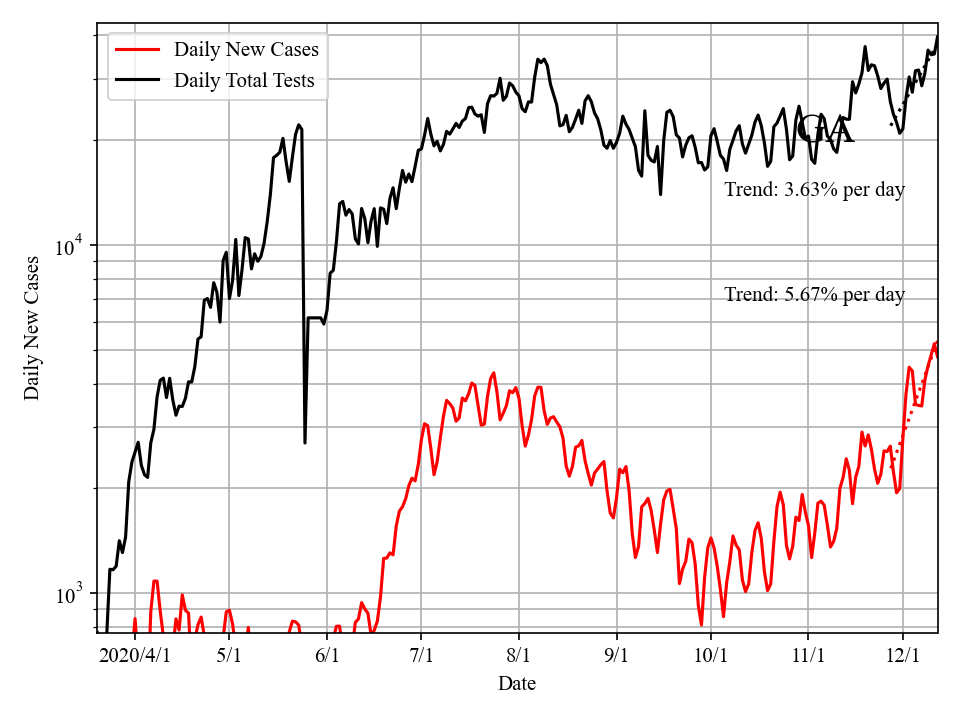 Daily New Cases
Daily Total Tests
GA
Trend: 3.63% per day
Trend: 5.67% per day
Daily New Cases
10^4
10^3
2020/4/1 5/1 6/1 7/1 8/1 9/1 10/1 11/1 12/1
Date